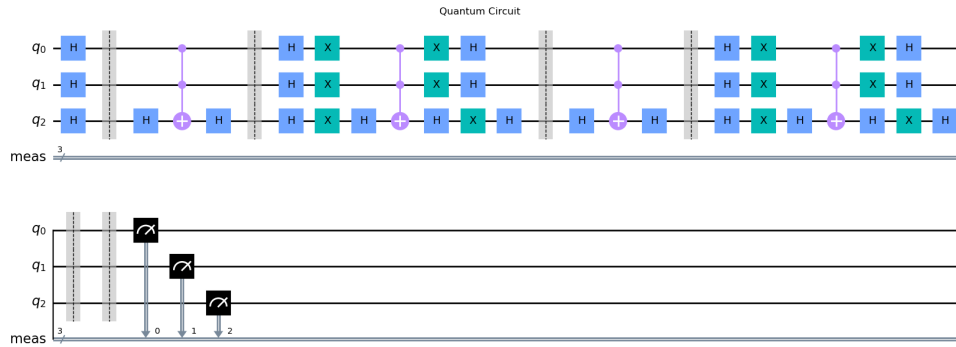 Quantum Circuit
q0 H H X X H H X X H
q1 H H X X H H X X H
q2 H H H H X H H X H H H H X H H X H
meas 3
q0
q1
q2
meas 3 0 1 2